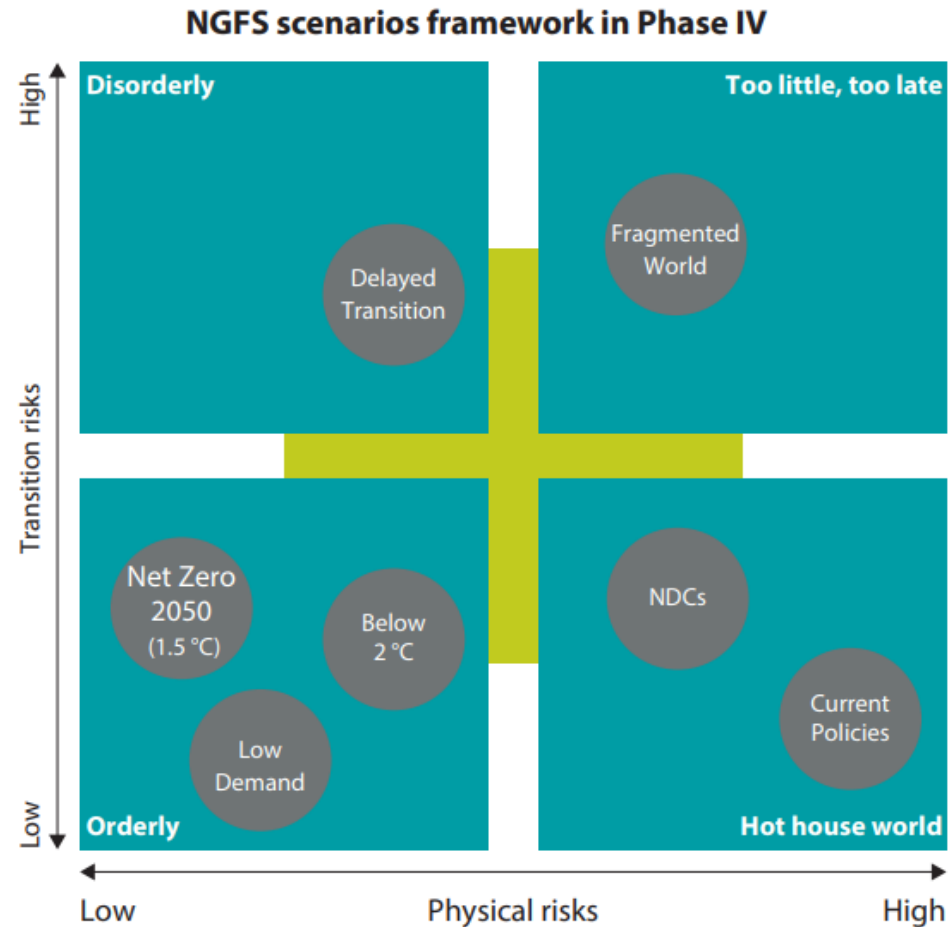 NGFS scenarios framework in Phase IV
High
Disorderly
Too little, too late
Fragmented
World
Delayed
Transition
Transition risks
Net Zero
2050
(1.5 °C)
Below
2 °C
NDCs
Low
Demand
Current
Policies
Low
Orderly
Hot house world
Low
Physical risks
High